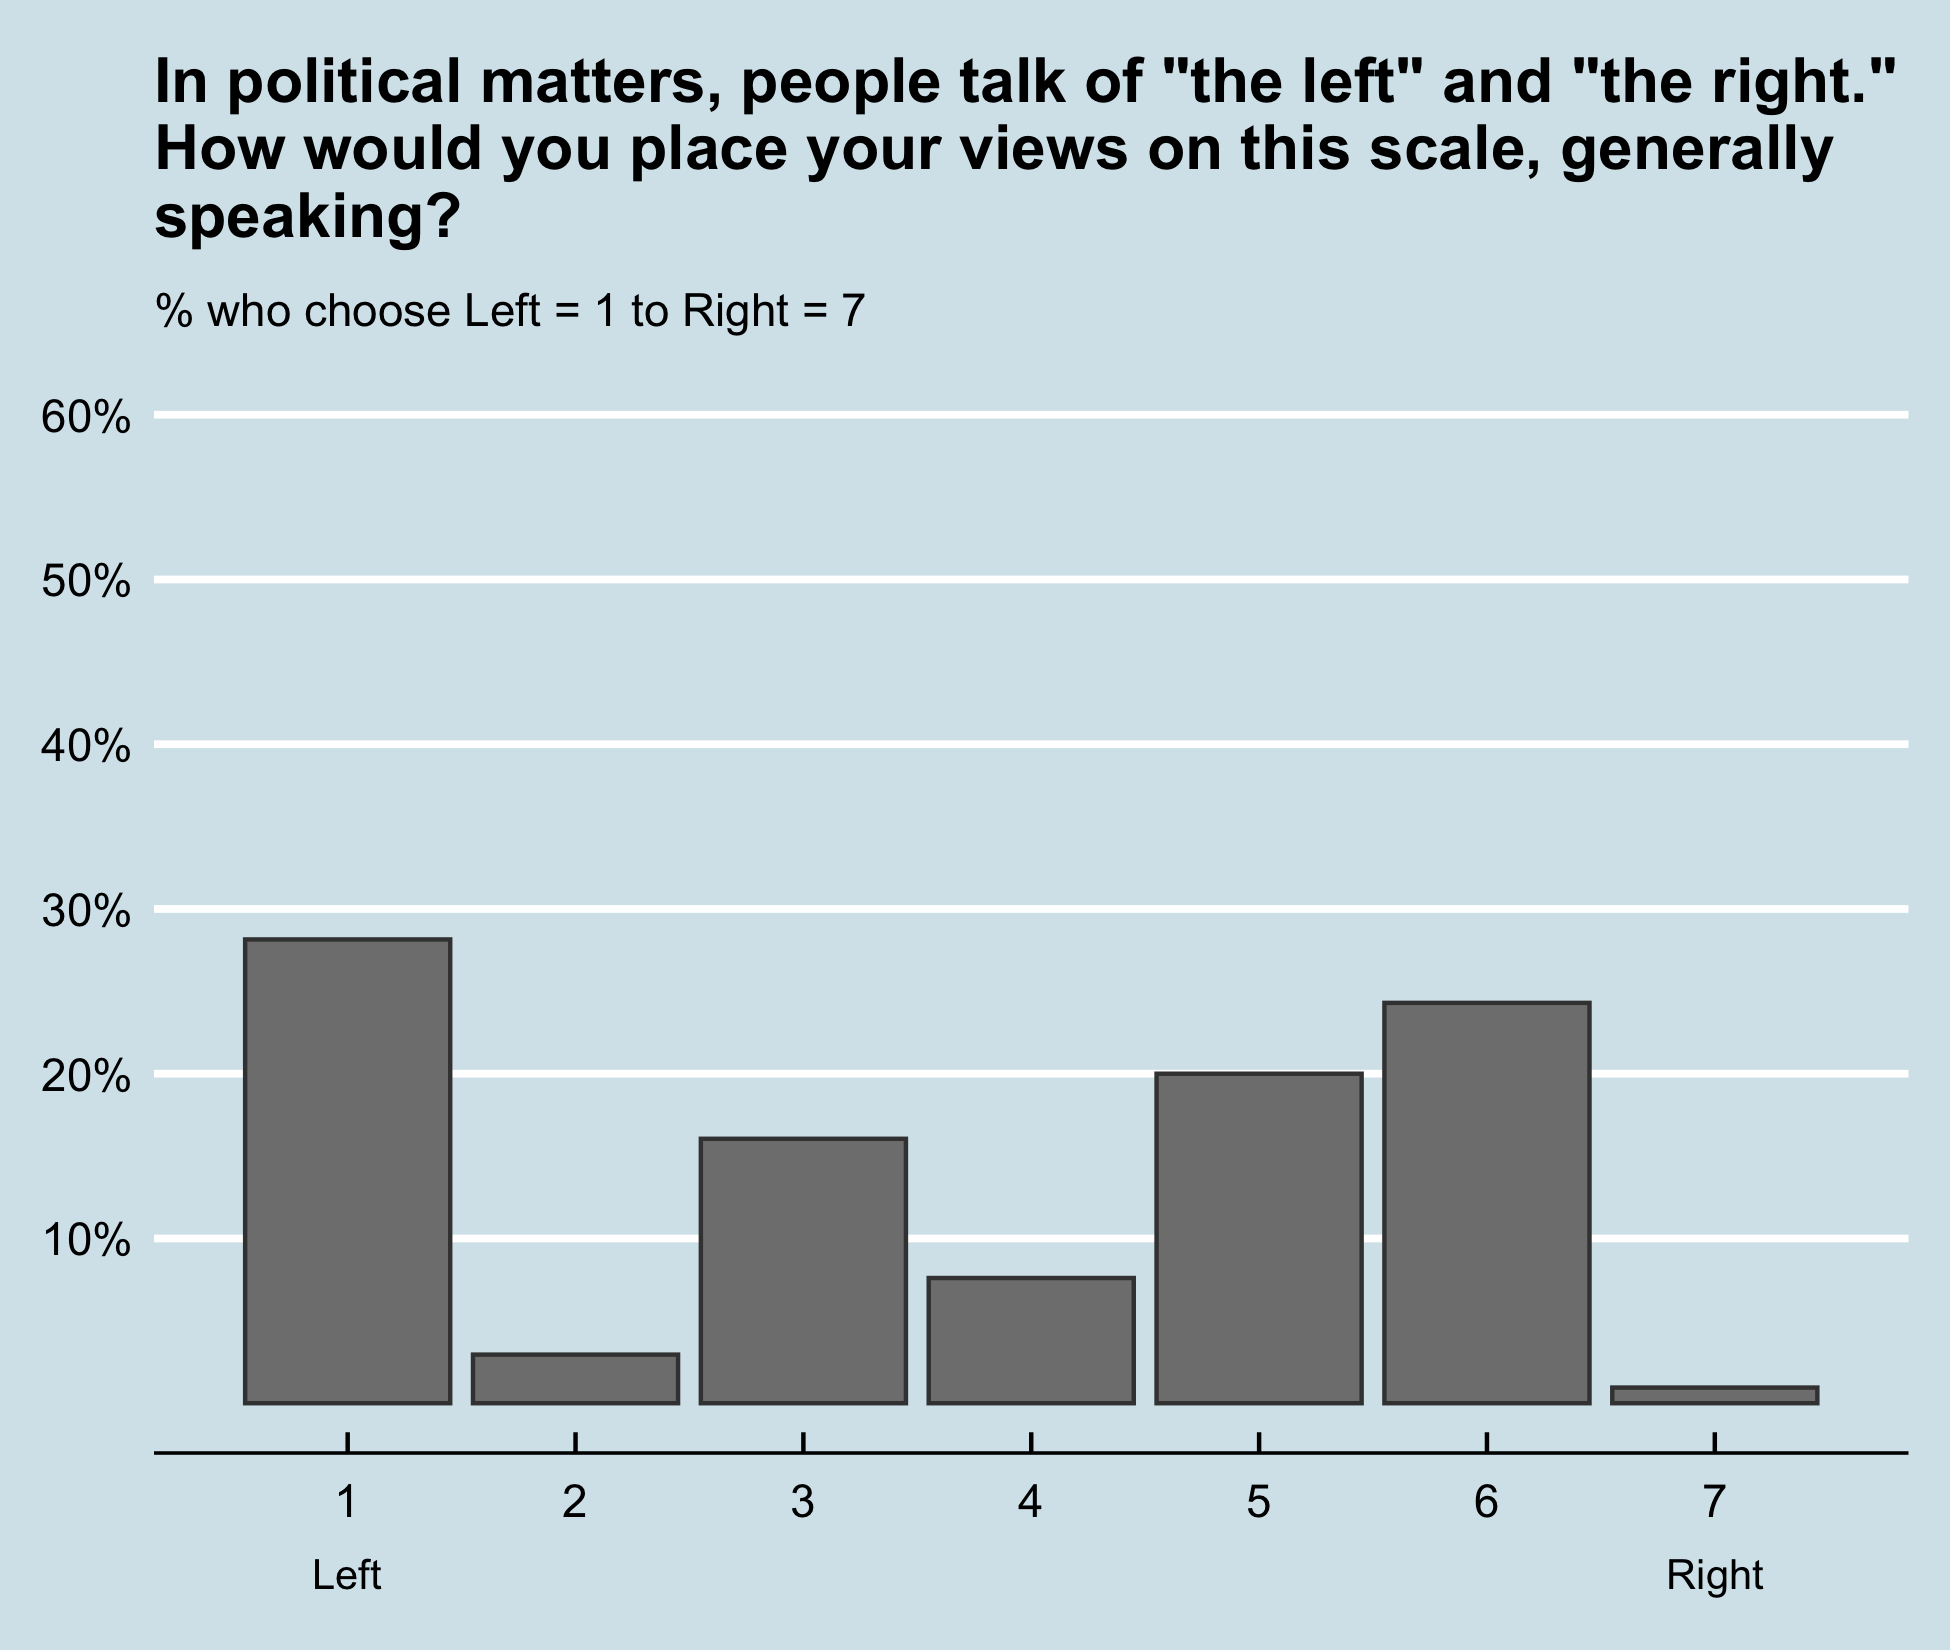 In political matters, people talk of "the left" and "the right."
How would you place your views on this scale, generally
speaking?
% who choose Left = 1 to Right = 7
60%
50%
40%
30%
20%
10%
1 2 3 4 5 6 7
Left Right